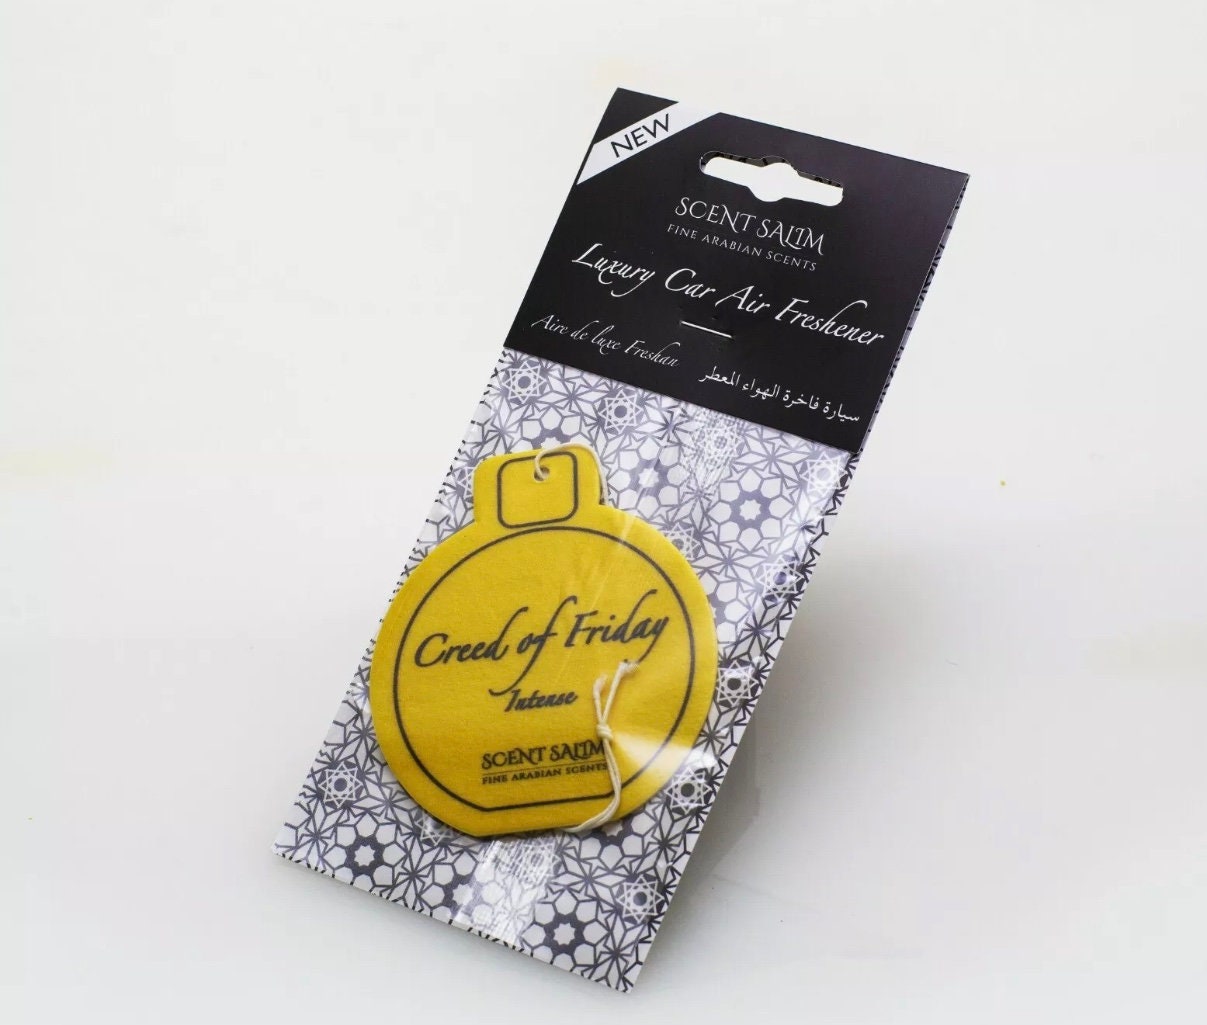 NEW
SCENT SALIM
FINE ARABIAN SCENTS
Luxury Car Air Freshener
Aire de luxe Freshan
سيارة فاخرة الهواء المعطر
Creed of Friday
Intense
SCENT SALIM
FINE ARABIAN SCENTS